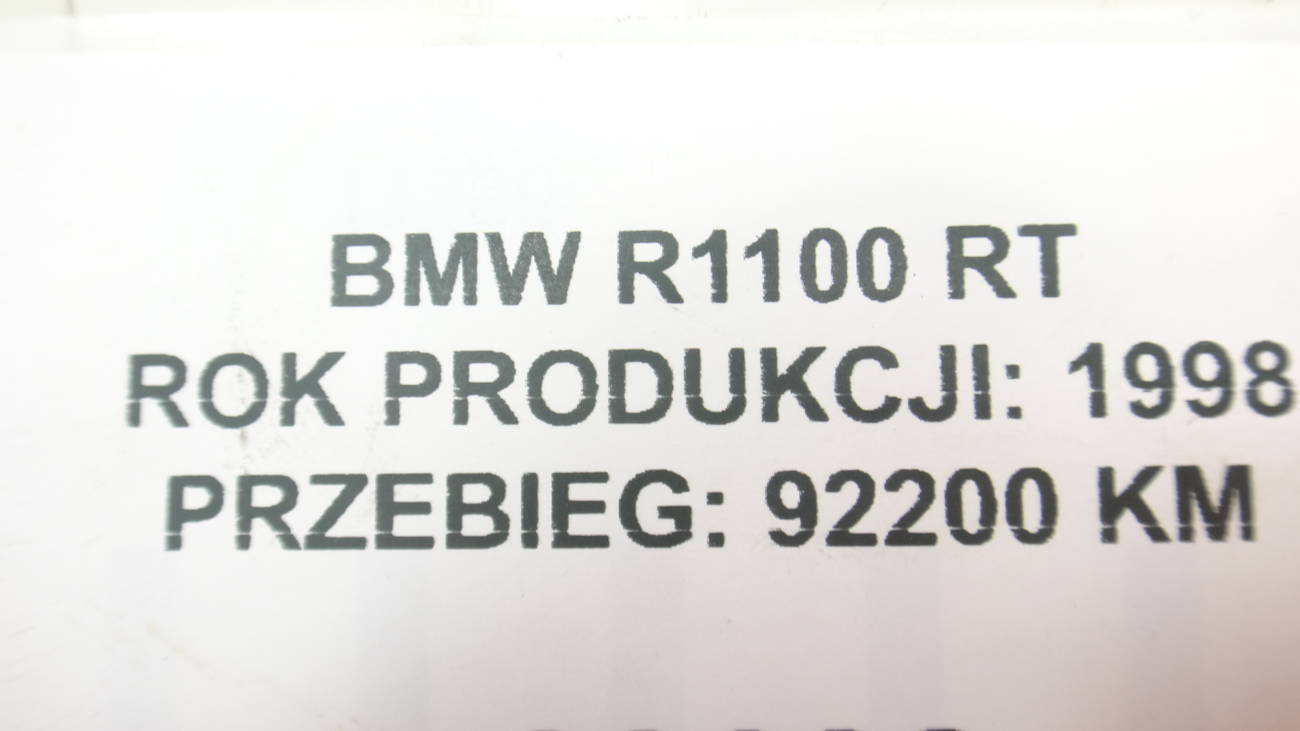 BMW R1100 RT
ROK PRODUKCJI: 1998
PRZEBIEG: 92200 KM